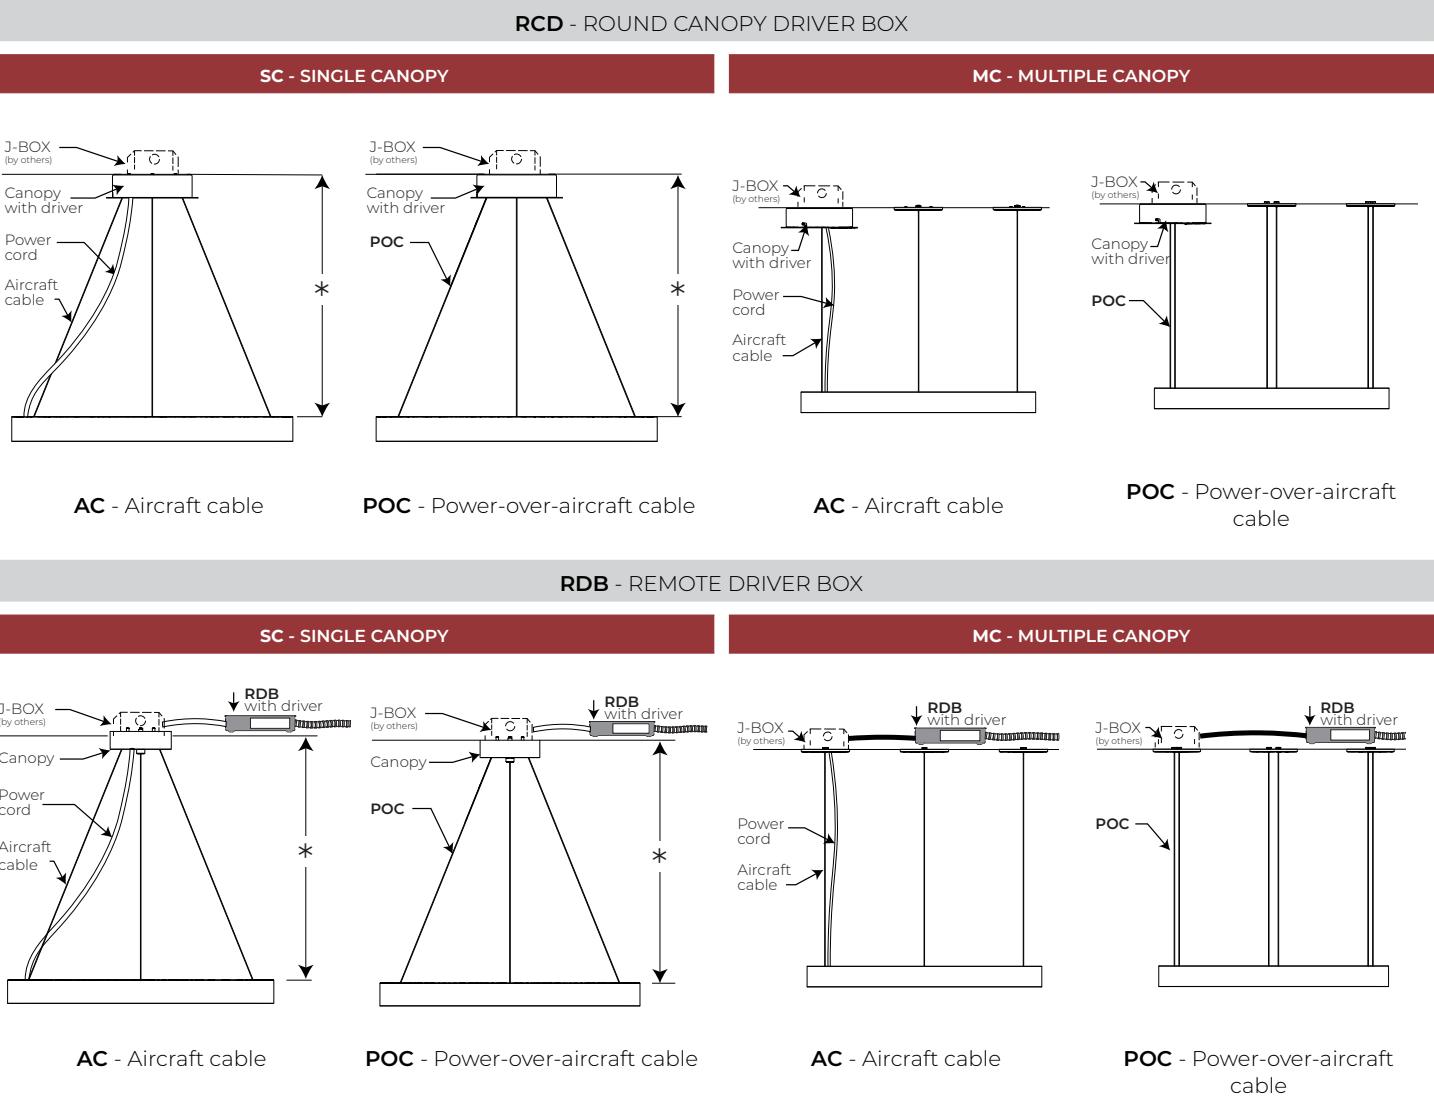 RCD - ROUND CANOPY DRIVER BOX
SC - SINGLE CANOPY
MC - MULTIPLE CANOPY
J-BOX
(by others)
Canopy
with driver
Power
cord
Aircraft
cable
*
AC - Aircraft cable
J-BOX
(by others)
Canopy
with driver
POC
*
POC - Power-over-aircraft cable
J-BOX
(by others)
Canopy
with driver
Power
cord
Aircraft
cable
AC - Aircraft cable
J-BOX
(by others)
Canopy
with driver
POC
POC - Power-over-aircraft
cable
RDB - REMOTE DRIVER BOX
SC - SINGLE CANOPY
MC - MULTIPLE CANOPY
RDB
with driver
J-BOX
(by others)
Canopy
Power
cord
Aircraft
cable
*
AC - Aircraft cable
RDB
with driver
J-BOX
(by others)
Canopy
POC
*
POC - Power-over-aircraft cable
RDB
with driver
J-BOX
(by others)
Power
cord
Aircraft
cable
AC - Aircraft cable
RDB
with driver
J-BOX
(by others)
POC
POC - Power-over-aircraft
cable